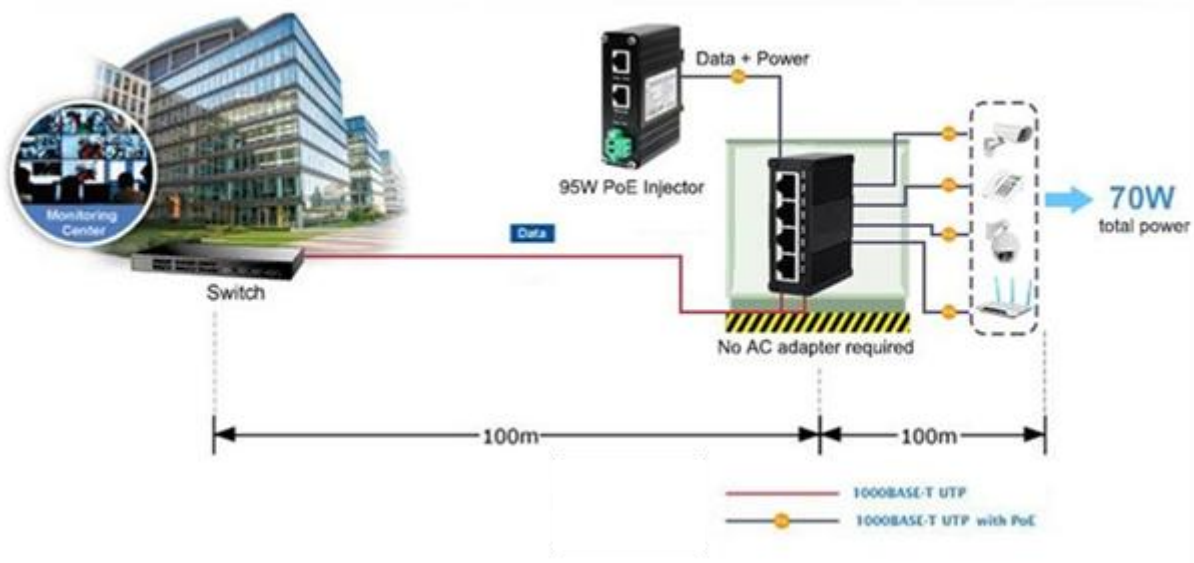 Data + Power
95W PoE Injector
Monitoring
Center
70W
total power
Data
Switch
No AC adapter required
100m
100m
1000BASE-T UTP
1000BASE-T UTP with PoE